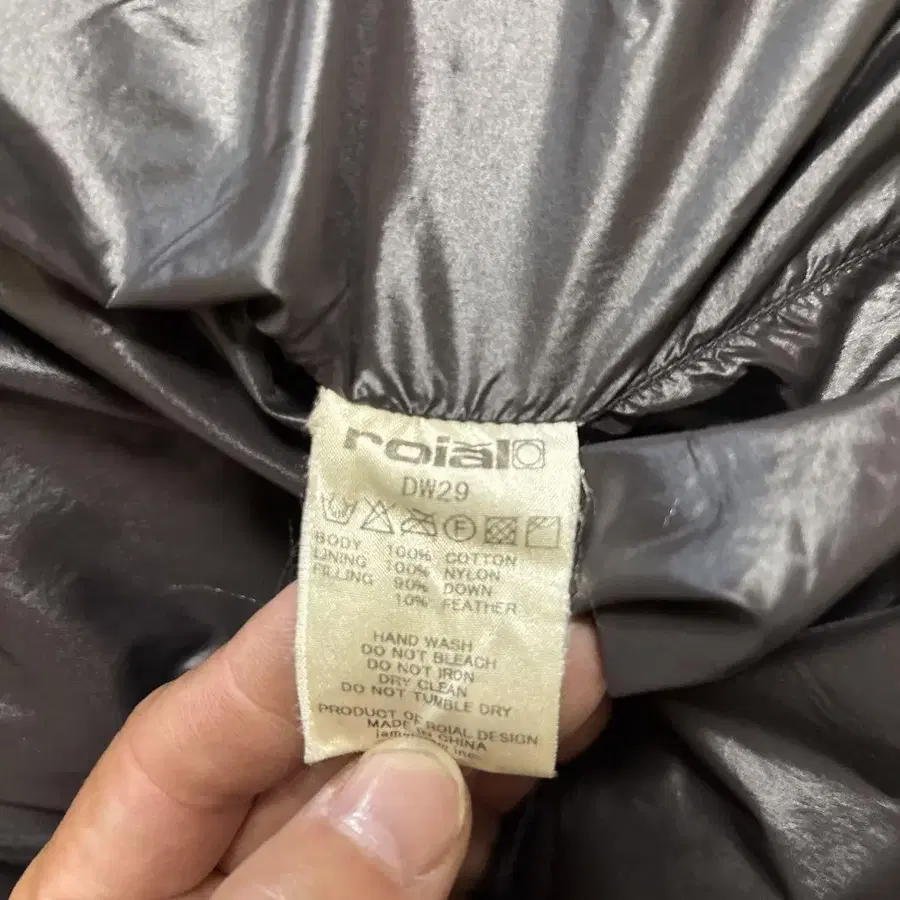 roial
DW29
F
BODY 100% COTTON
LINING 100% NYLON
FILLING 90% DOWN
10% FEATHER
HAND WASH
DO NOT BLEACH
DO NOT IRON
DRY CLEAN
DO NOT TUMBLE DRY
PRODUCT OF ROIAL DESIGN
MADE IN CHINA
inc.